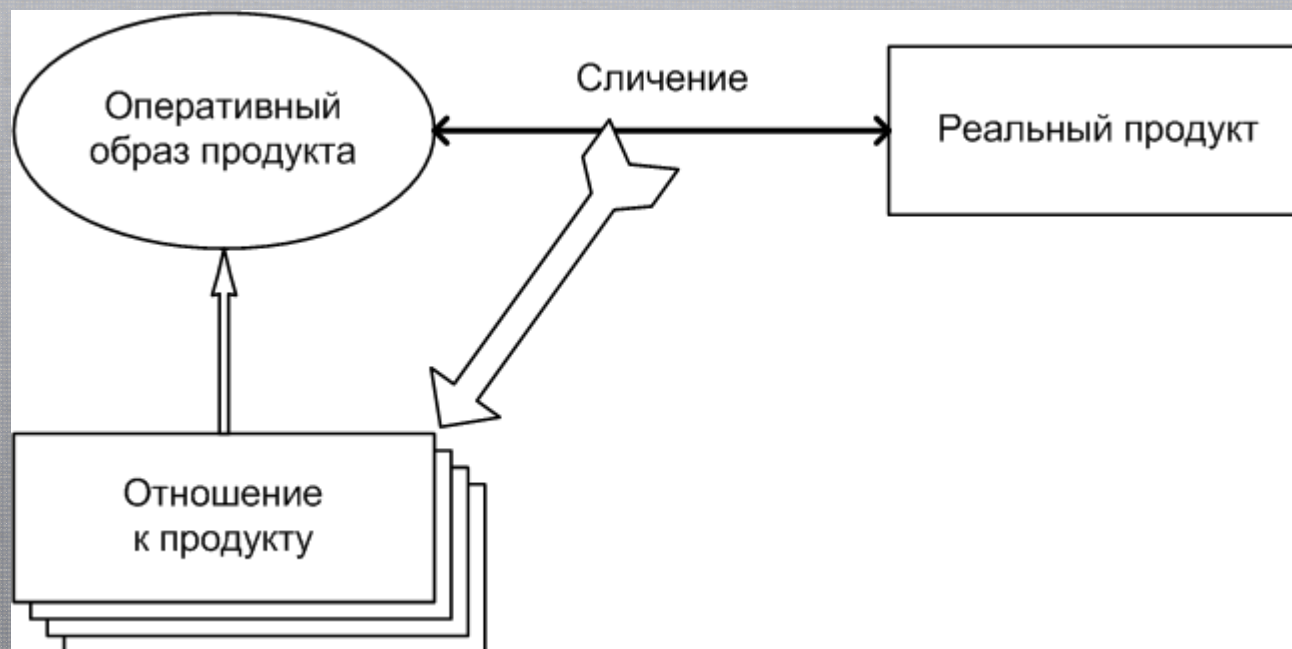 Оперативный
образ продукта
Сличение
Реальный продукт
Отношение
к продукту